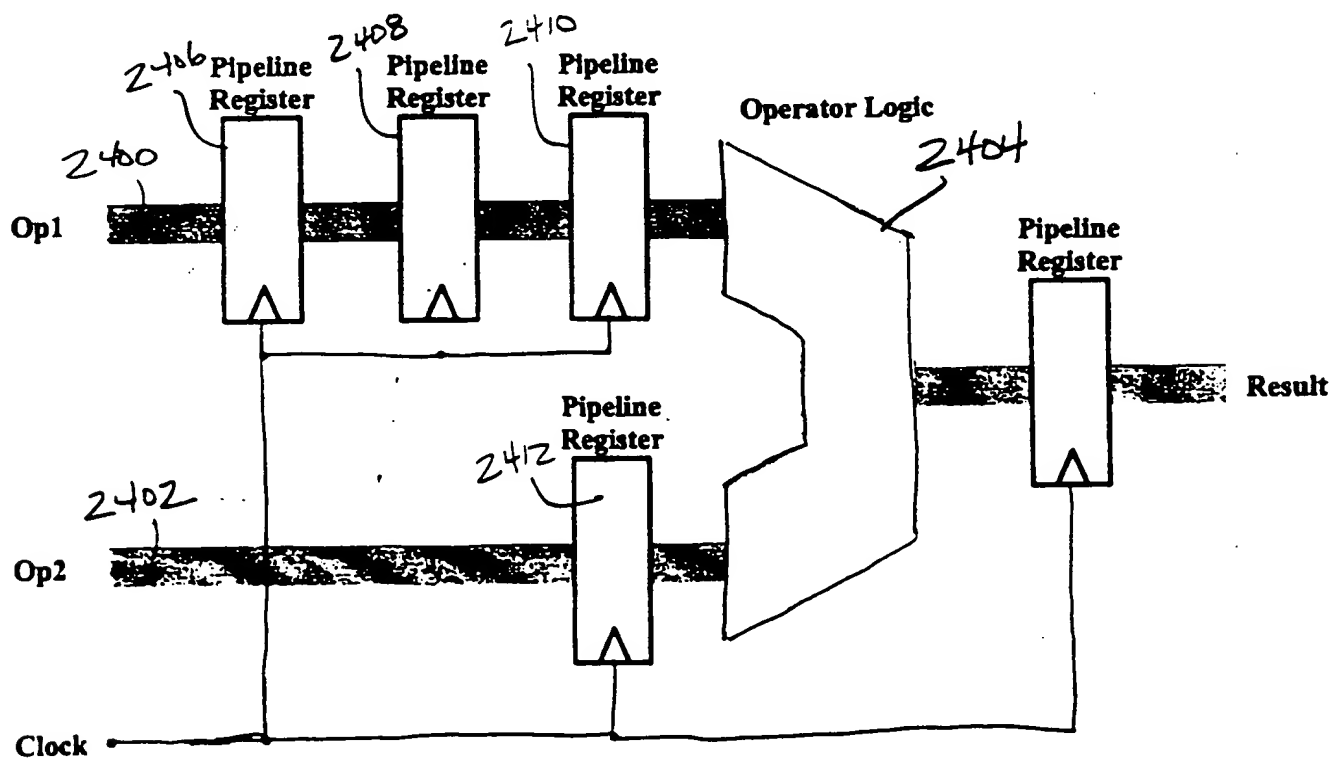 2406
Pipeline
Register
2408
Pipeline
Register
2410
Pipeline
Register
Operator Logic
2404
2400
Op1
Pipeline
Register
Result
Pipeline
Register
2412
2402
Op2
Clock